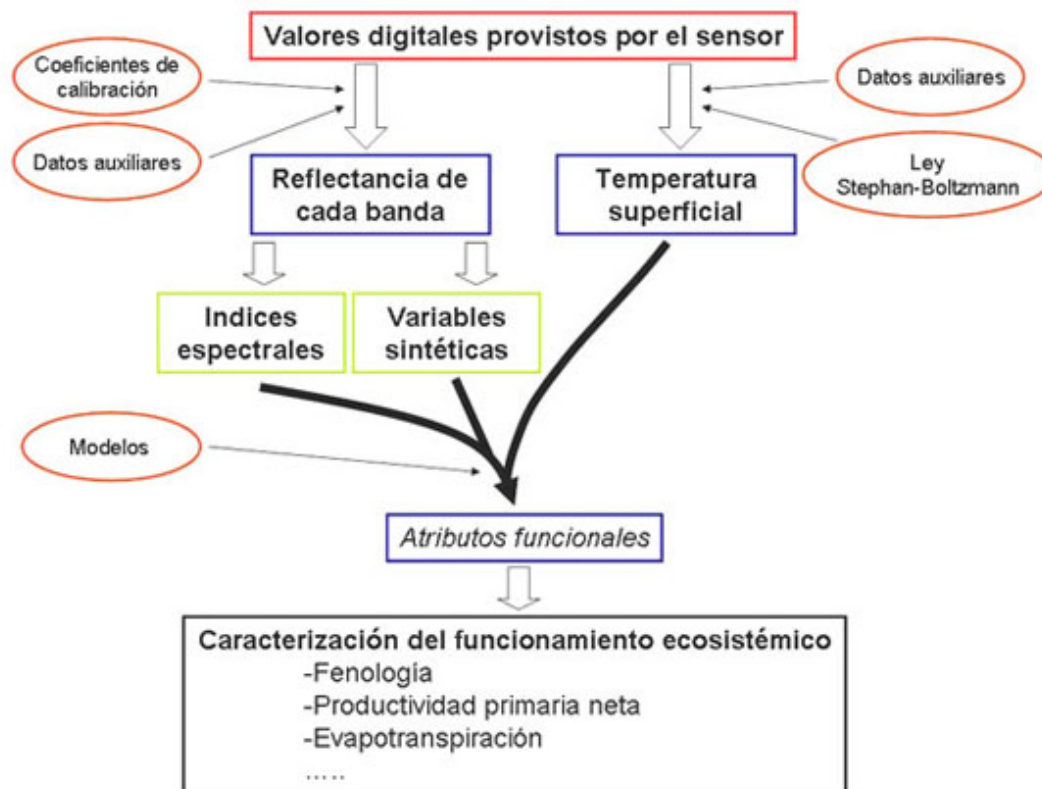 Valores digitales provistos por el sensor
Coeficientes de
calibración
Datos auxiliares
Datos auxiliares
Ley
Stephan-Boltzmann
Reflectancia de
cada banda
Temperatura
superficial
Indices
espectrales
Variables
sintéticas
Modelos
Atributos funcionales
Caracterización del funcionamiento ecosistémico
-Fenología
-Productividad primaria neta
-Evapotranspiración
.....